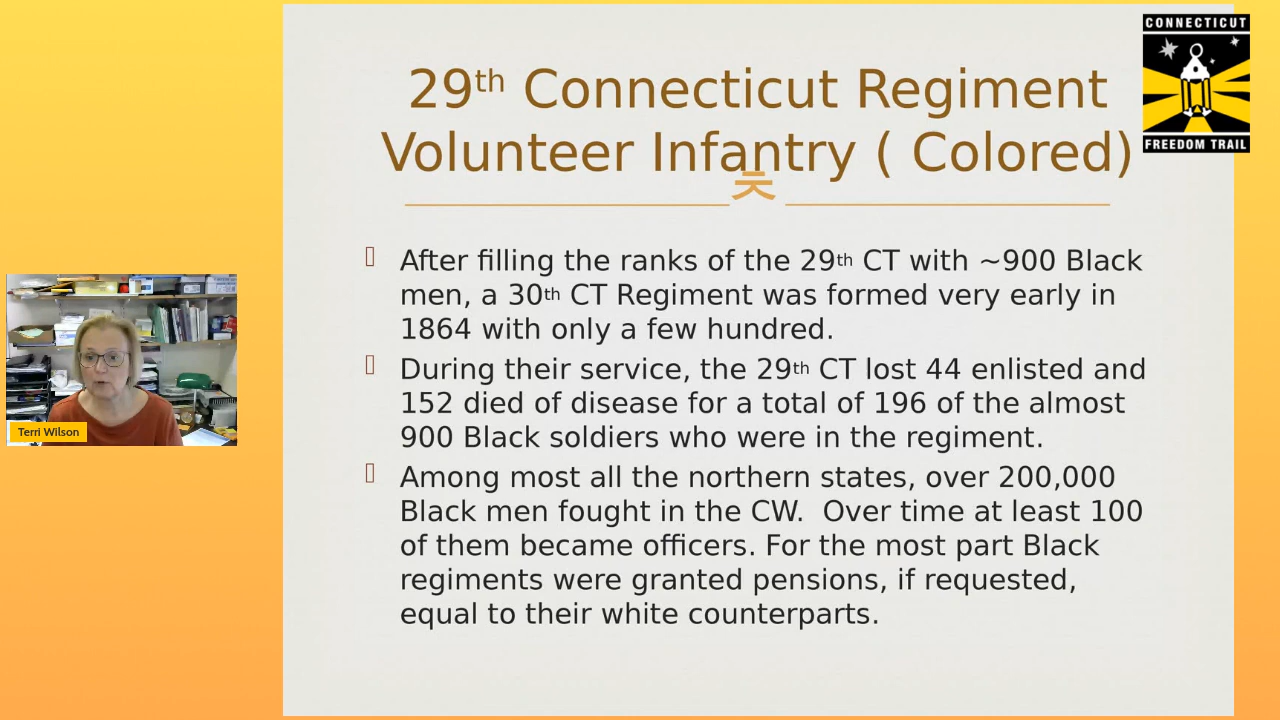 CONNECTICUT
FREEDOM TRAIL
29th Connecticut Regiment
Volunteer Infantry ( Colored)
After filling the ranks of the 29th CT with ~900 Black
men, a 30th CT Regiment was formed very early in
1864 with only a few hundred.
During their service, the 29th CT lost 44 enlisted and
152 died of disease for a total of 196 of the almost
900 Black soldiers who were in the regiment.
Among most all the northern states, over 200,000
Black men fought in the CW.  Over time at least 100
of them became officers. For the most part Black
regiments were granted pensions, if requested,
equal to their white counterparts.
Terri Wilson